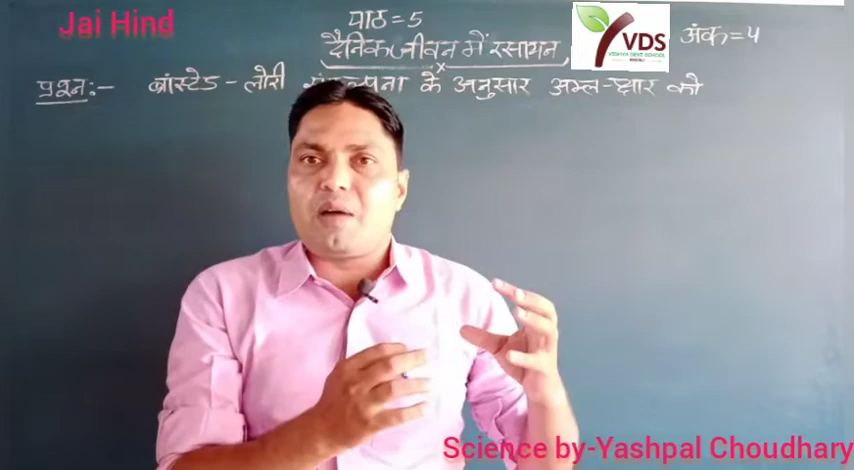 Jai Hind
पाठ = 5
दैनिक जीवन में रसायन
अंक = 4
VDS
प्रश्न :- ब्रांस्टेड - लोरी के अनुसार अम्ल-क्षार को
Science by-Yashpal Choudhary